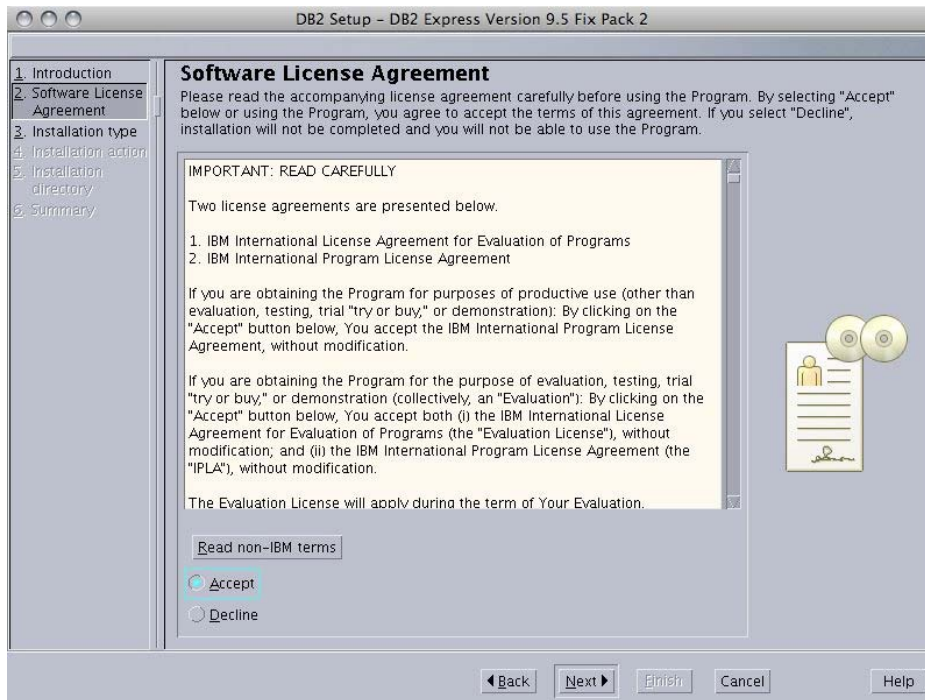 DB2 Setup – DB2 Express Version 9.5 Fix Pack 2
1. Introduction
2. Software License
Agreement
3. Installation type
4. Installation action
5. Installation
directory
6. Summary
Software License Agreement
Please read the accompanying license agreement carefully before using the Program. By selecting "Accept"
below or using the Program, you agree to accept the terms of this agreement. If you select "Decline",
installation will not be completed and you will not be able to use the Program.
IMPORTANT: READ CAREFULLY
Two license agreements are presented below.
1. IBM International License Agreement for Evaluation of Programs
2. IBM International Program License Agreement
If you are obtaining the Program for purposes of productive use (other than
evaluation, testing, trial "try or buy," or demonstration): By clicking on the
"Accept" button below, You accept the IBM International Program License
Agreement, without modification.
If you are obtaining the Program for the purpose of evaluation, testing, trial
"try or buy," or demonstration (collectively, an "Evaluation"): By clicking on the
"Accept" button below, You accept both (i) the IBM International License
Agreement for Evaluation of Programs (the "Evaluation License"), without
modification; and (ii) the IBM International Program License Agreement (the
"IPLA"), without modification.
The Evaluation License will apply during the term of Your Evaluation.
Read non-IBM terms
Accept
Decline
Back
Next
Finish
Cancel
Help